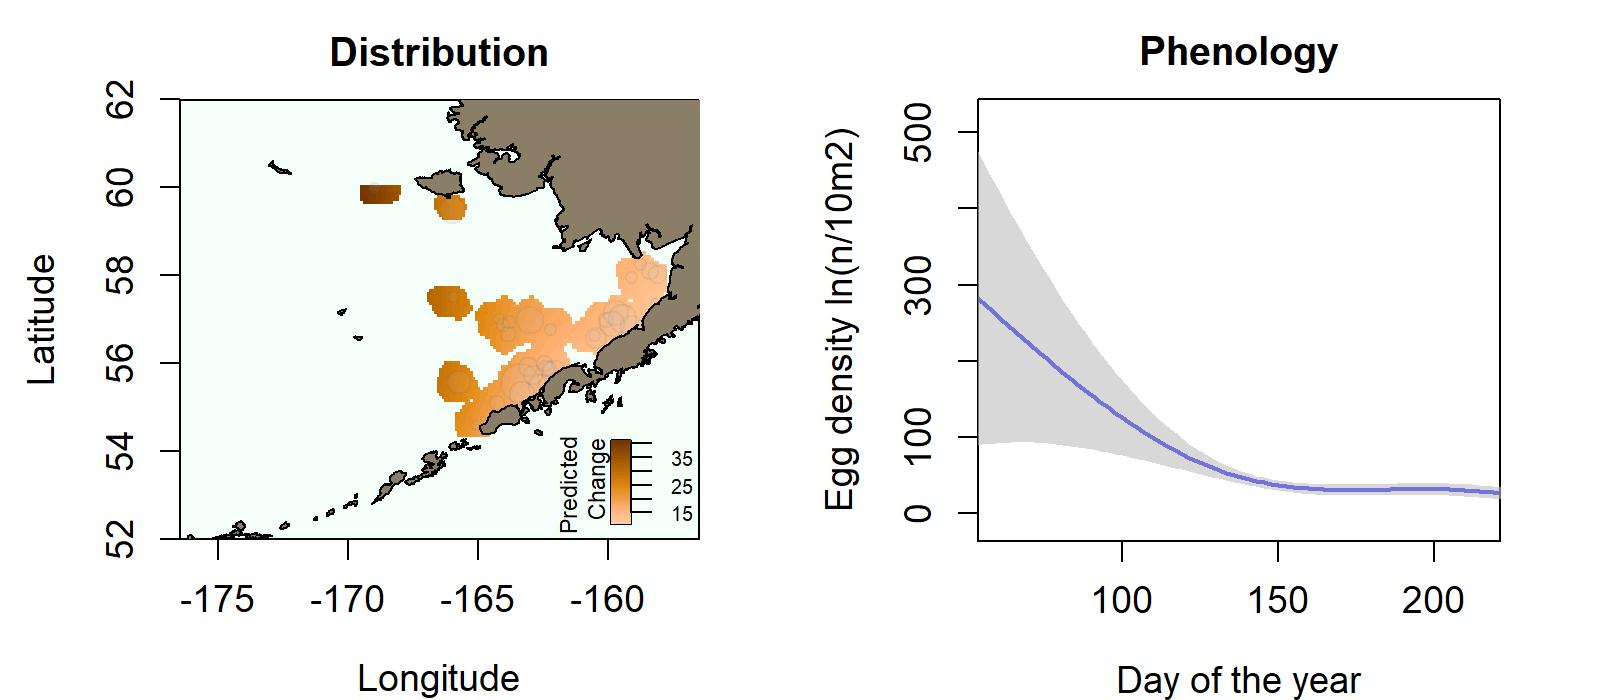 Distribution
Latitude
62
60
58
56
54
52
-175
-170
-165
-160
Longitude
Predicted
Change
35
25
15
Phenology
Egg density ln(n/10m2)
500
300
100
0
100
150
200
Day of the year